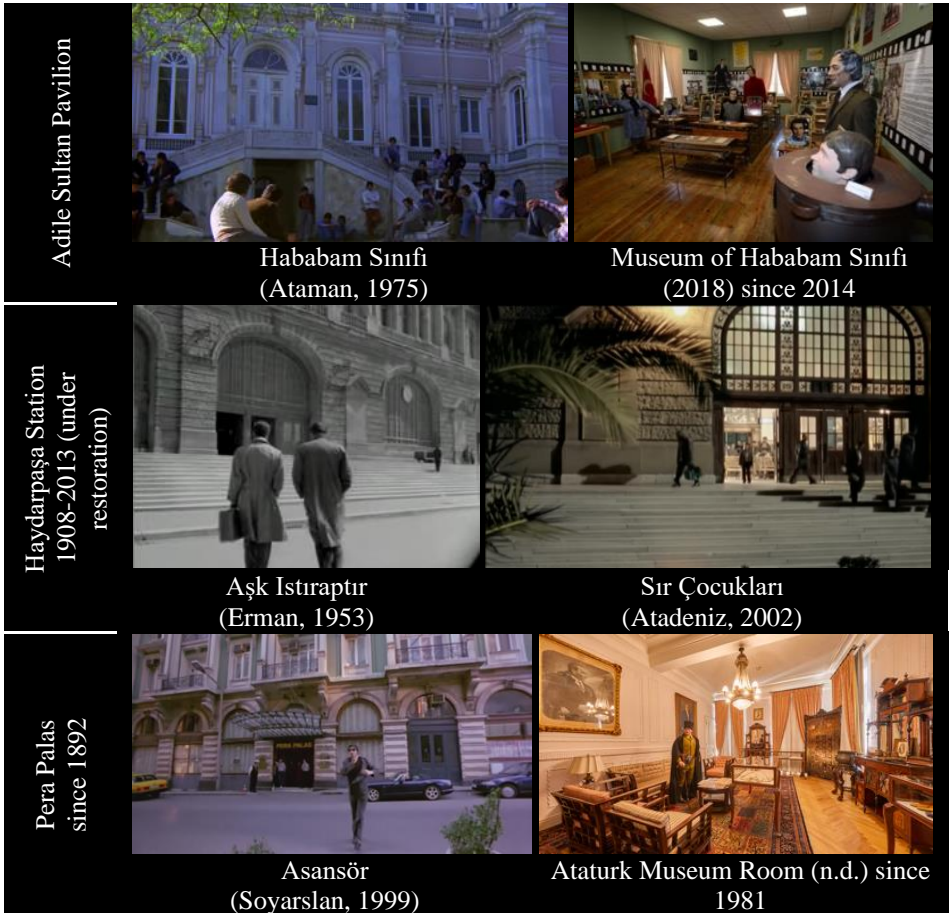 Adile Sultan Pavilion
Hababam Sınıfı
(Ataman, 1975)
Museum of Hababam Sınıfı
(2018) since 2014
Haydarpaşa Station
1908-2013 (under
restoration)
Aşk Istıraptır
(Erman, 1953)
Sır Çocukları
(Atadeniz, 2002)
Pera Palas
since 1892
PERA PALAS
Asansör
(Soyarslan, 1999)
Ataturk Museum Room (n.d.) since
1981